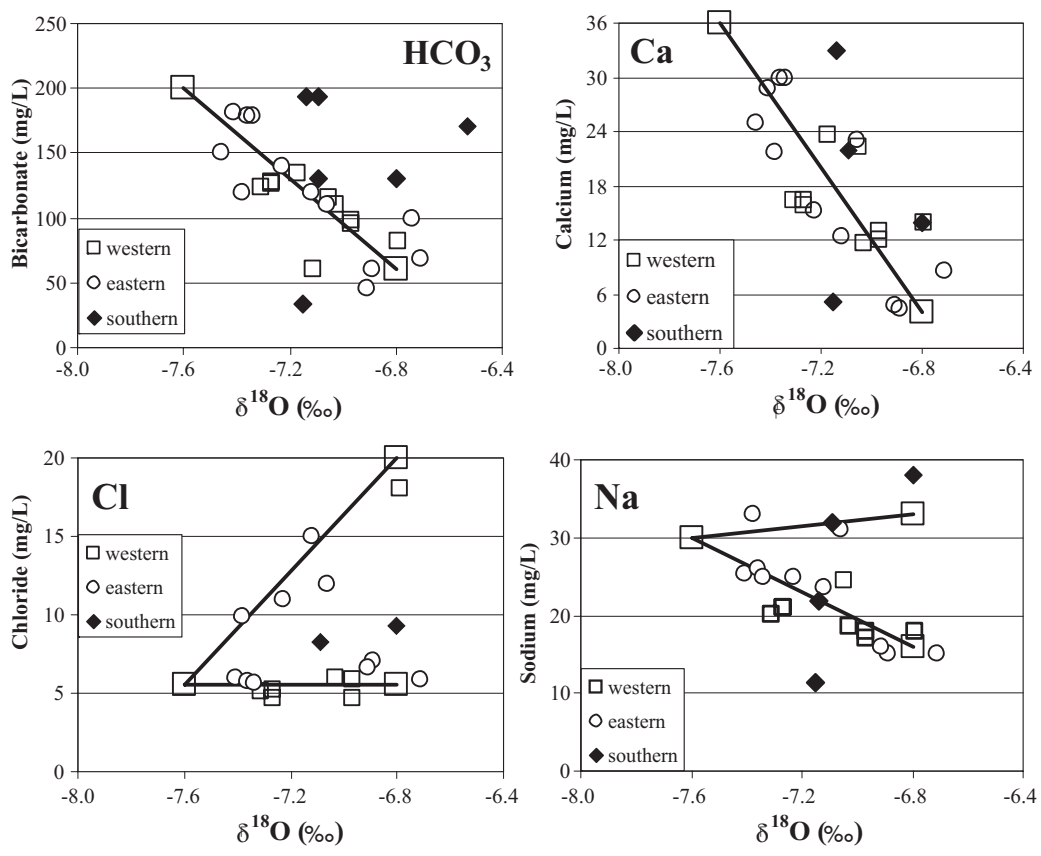 HCO3
250
200
150
100
50
0
Bicarbonate (mg/L)
western
eastern
southern
-8.0 -7.6 -7.2 -6.8 -6.4
δ18O (‰)
Ca
36
30
24
18
12
6
0
Calcium (mg/L)
western
eastern
southern
-8.0 -7.6 -7.2 -6.8 -6.4
δ18O (‰)
Cl
20
15
10
5
0
Chloride (mg/L)
western
eastern
southern
-8.0 -7.6 -7.2 -6.8 -6.4
δ18O (‰)
Na
40
30
20
10
0
Sodium (mg/L)
western
eastern
southern
-8.0 -7.6 -7.2 -6.8 -6.4
δ18O (‰)